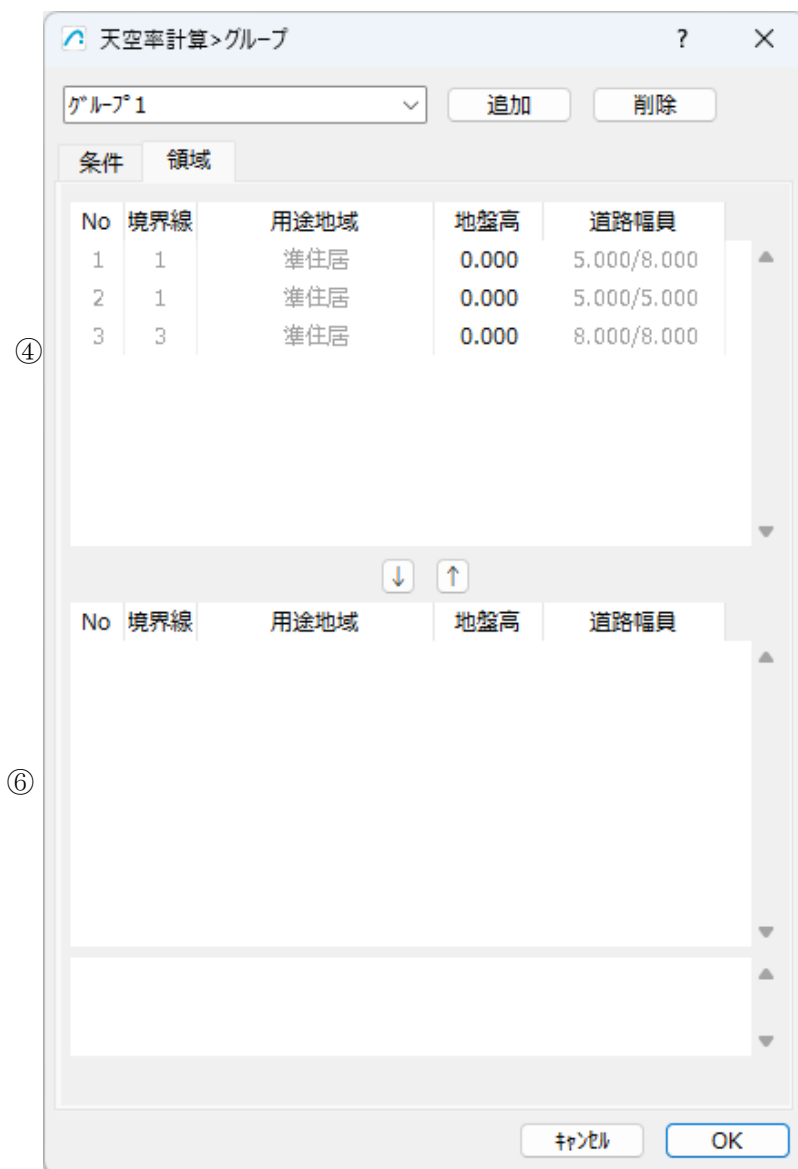 天空率計算>グループ ? ×
グループ1 追加 削除
条件 領域
No 境界線 用途地域 地盤高 道路幅員
1 1 準住居 0.000 5.000/8.000
2 1 準住居 0.000 5.000/5.000
3 3 準住居 0.000 8.000/8.000
④
↓ ↑
No 境界線 用途地域 地盤高 道路幅員
⑥
キャンセル OK